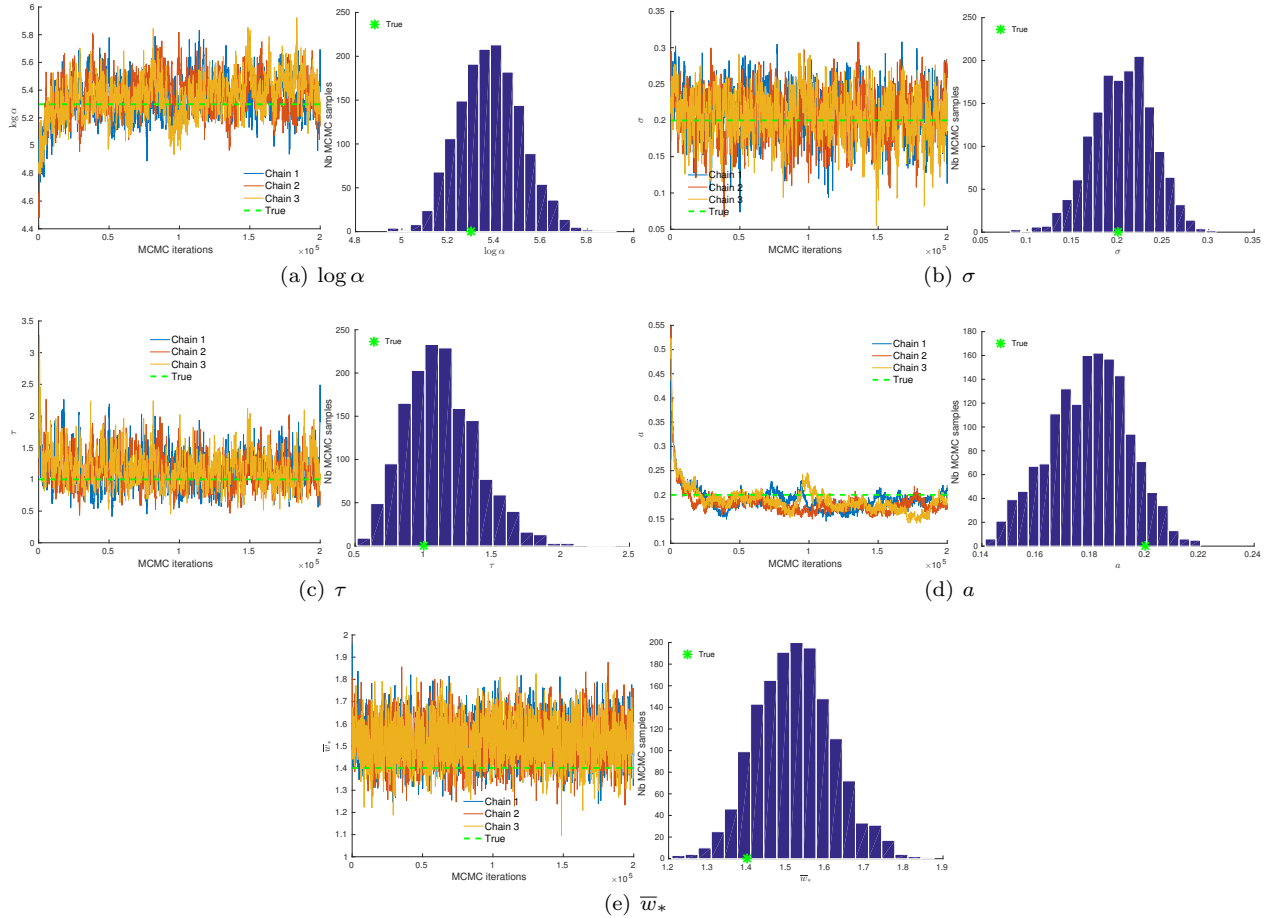 6
5.8
5.6
5.4
5.2
5
4.8
4.6
4.4
log α
0
0.5
1
1.5
2
MCMC iterations
×10⁵
Chain 1
Chain 2
Chain 3
True
250
200
150
100
50
0
Nb MCMC samples
True
4.8
5
5.2
5.4
5.6
5.8
6
log α
(a) log α
0.35
0.3
0.25
0.2
0.15
0.1
0.05
σ
0
0.5
1
1.5
2
MCMC iterations
×10⁵
Chain 1
Chain 2
Chain 3
True
250
200
150
100
50
0
Nb MCMC samples
True
0.05
0.1
0.15
0.2
0.25
0.3
0.35
σ
(b) σ
3.5
3
2.5
2
1.5
1
0.5
0
τ
0
0.5
1
1.5
2
MCMC iterations
×10⁵
Chain 1
Chain 2
Chain 3
True
250
200
150
100
50
0
Nb MCMC samples
True
0.5
1
1.5
2
2.5
τ
(c) τ
0.55
0.5
0.45
0.4
0.35
0.3
0.25
0.2
0.15
0.1
a
0
0.5
1
1.5
2
MCMC iterations
×10⁵
Chain 1
Chain 2
Chain 3
True
180
160
140
120
100
80
60
40
20
0
Nb MCMC samples
True
0.14
0.16
0.18
0.2
0.22
0.24
a
(d) a
2
1.9
1.8
1.7
1.6
1.5
1.4
1.3
1.2
1.1
1
w̅*
0
0.5
1
1.5
2
MCMC iterations
×10⁵
Chain 1
Chain 2
Chain 3
True
200
180
160
140
120
100
80
60
40
20
0
Nb MCMC samples
True
1.2
1.3
1.4
1.5
1.6
1.7
1.8
1.9
w̅*
(e) w̅*